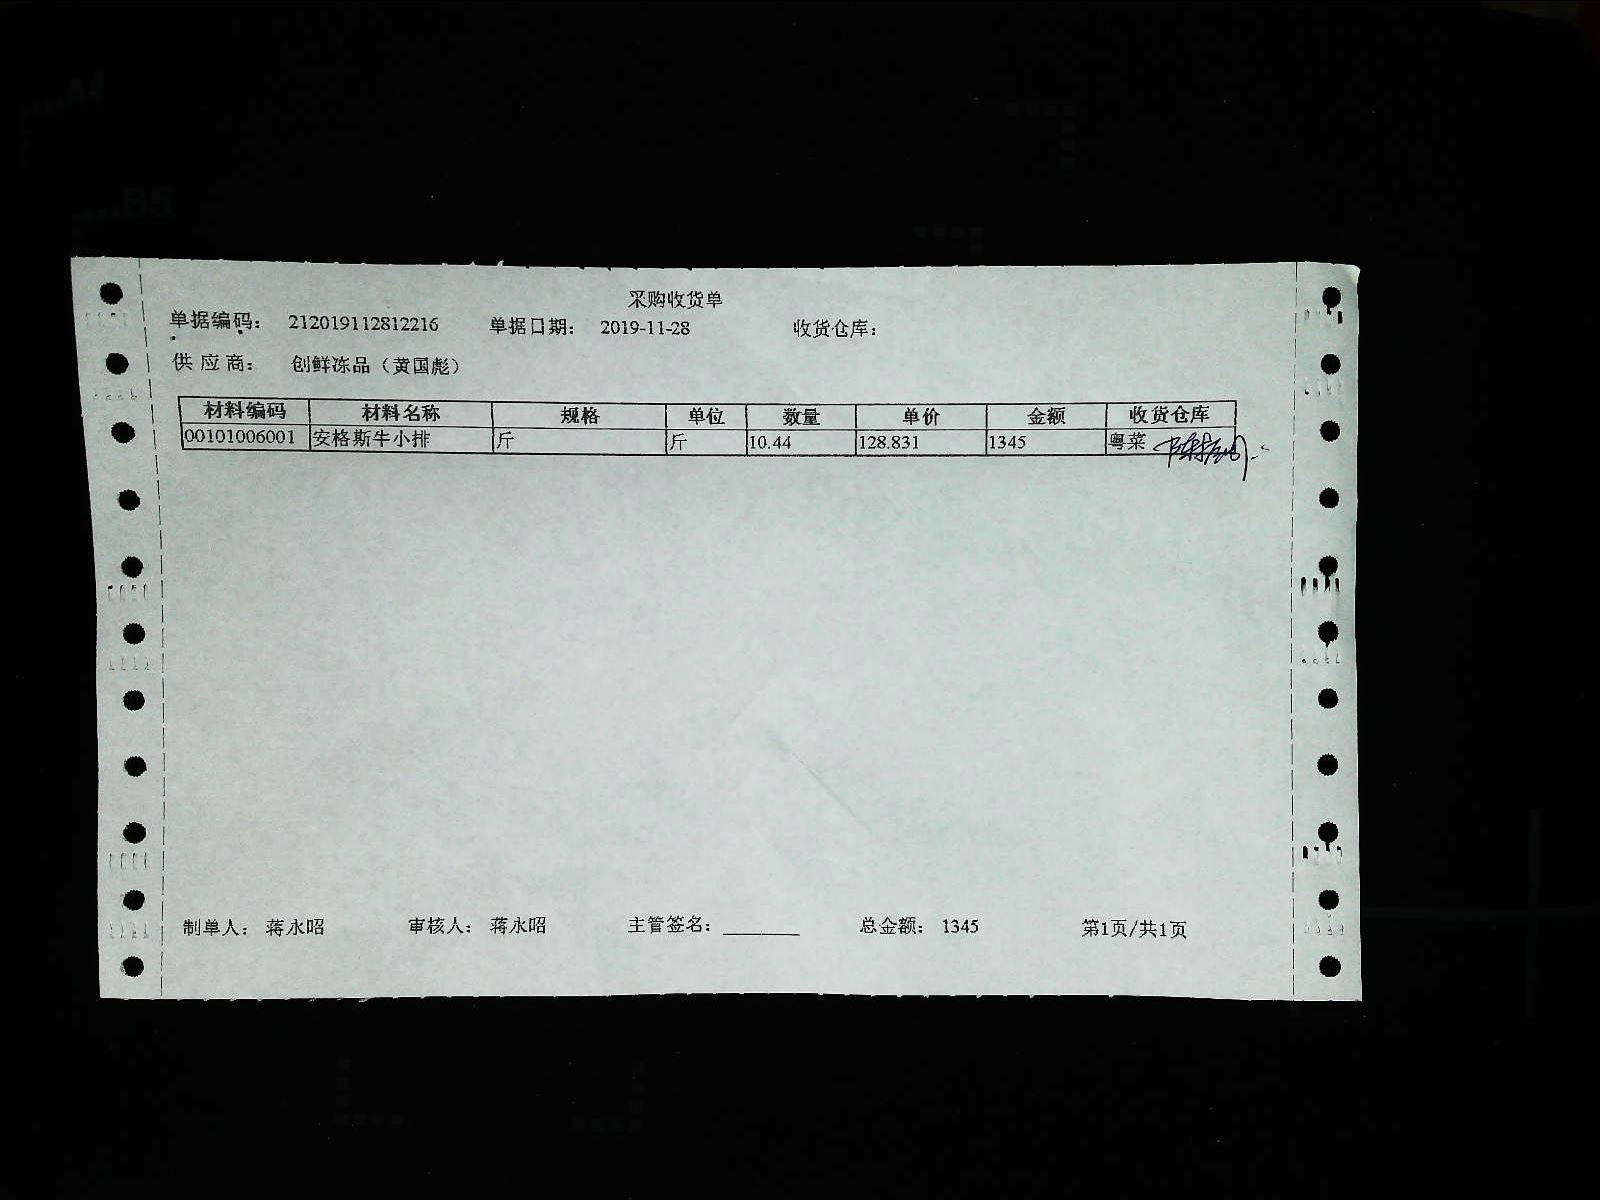 采购收货单
单据编码： 212019112812216 单据日期： 2019-11-28 收货仓库：
供 应 商： 创鲜冻品（黄国彪）
材料编码 材料名称 规格 单位 数量 单价 金额 收货仓库
00101006001 安格斯牛小排 斤 斤 10.44 128.831 1345 粤菜
制单人： 蒋永昭 审核人： 蒋永昭 主管签名：________ 总金额： 1345 第1页/共1页